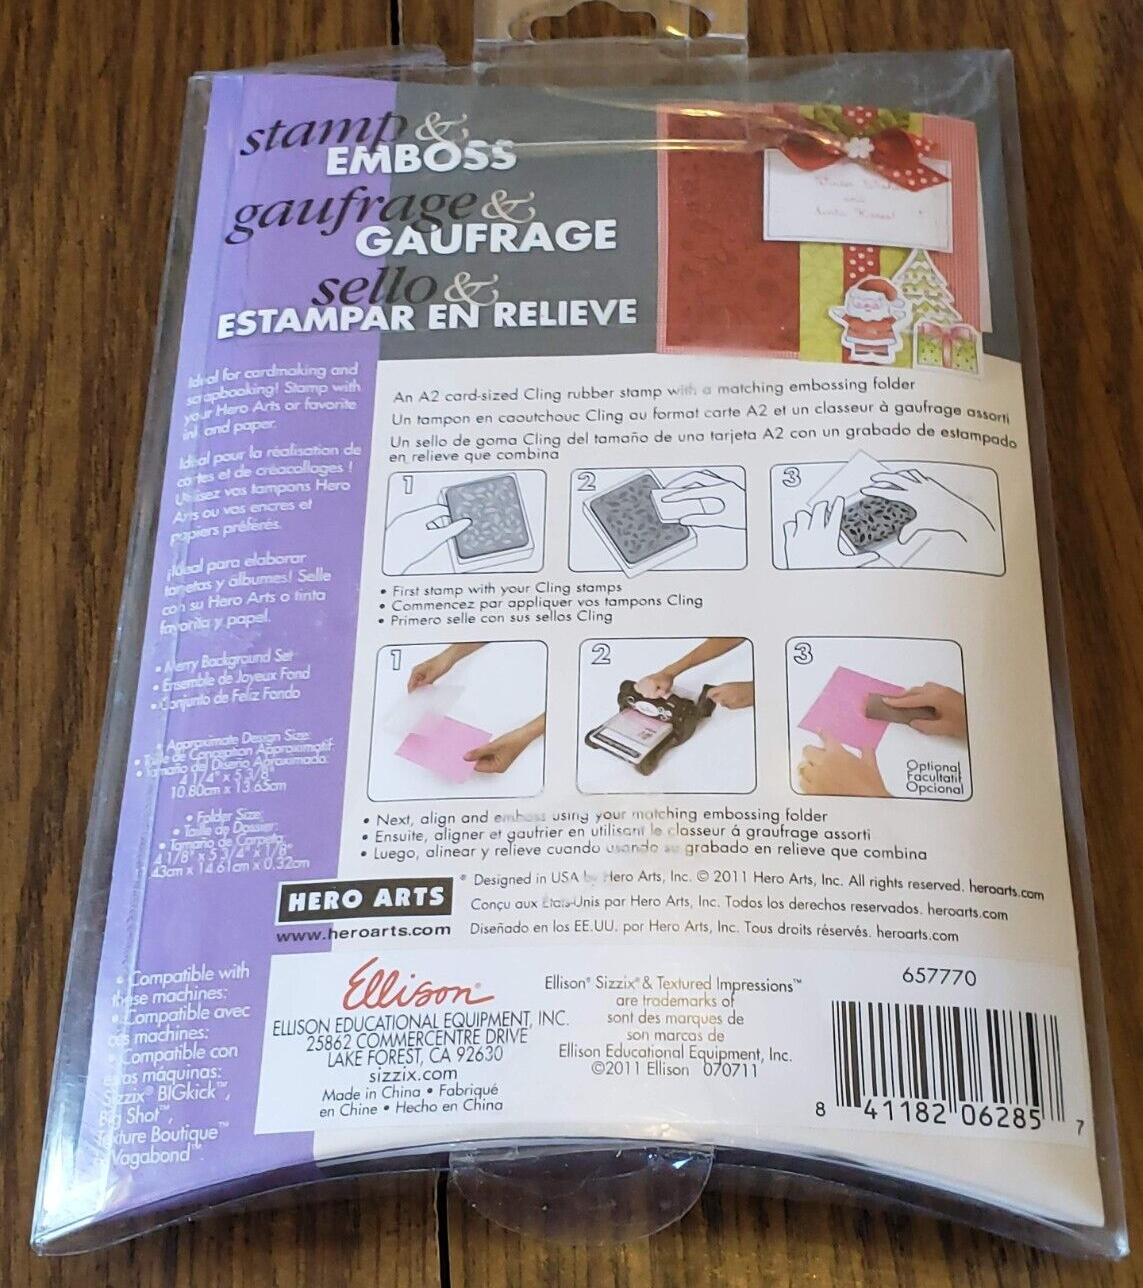 stamp &
EMBOSS
gaufrage &
GAUFRAGE
sello &
ESTAMPAR EN RELIEVE
Ideal for cardmaking and
scrapbooking! Stamp with
your Hero Arts or favorite
ink and paper.
Idéal pour la réalisation de
cartes et de créacollages !
Utilisez vos tampons Hero
Arts ou vos encres et
papiers préférés.
¡Ideal para elaborar
tarjetas y álbumes! Selle
con su Hero Arts o tinta
favorita y papel.
• Merry Background Set
• Ensemble de Joyeux Fond
• Conjunto de Feliz Fondo
• Approximate Design Size:
• Taille de Conception Approximatif:
• Tamaño del Diseño Aproximado:
4 1/4" x 5 3/8"
10.80cm x 13.65cm
• Folder Size:
• Taille de Dossier:
• Tamaño de Carpeta:
4 1/8" x 5 3/4" x 1/8"
11.43cm x 14.61cm x 0.32cm
• Compatible with
these machines:
• Compatible avec
ces machines:
• Compatible con
estas máquinas:
Sizzix® BIGkick™,
Big Shot™,
Texture Boutique™
Vagabond™.
An A2 card-sized Cling rubber stamp with a matching embossing folder
Un tampon en caoutchouc Cling au format carte A2 et un classeur à gaufrage assorti
Un sello de goma Cling del tamaño de una tarjeta A2 con un grabado de estampado
en relieve que combina
1
2
3
• First stamp with your Cling stamps
• Commencez par appliquer vos tampons Cling
• Primero selle con sus sellos Cling
1
2
3
Optional
Facultatif
Opcional
• Next, align and emboss using your matching embossing folder
• Ensuite, aligner et gaufrier en utilisant le classeur á graufrage assorti
• Luego, alinear y relieve cuando usando su grabado en relieve que combina
HERO ARTS
www.heroarts.com
• Designed in USA by Hero Arts, Inc. © 2011 Hero Arts, Inc. All rights reserved. heroarts.com
Conçu aux États-Unis par Hero Arts, Inc. Todos los derechos reservados. heroarts.com
Diseñado en los EE.UU. por Hero Arts, Inc. Tous droits réservés. heroarts.com
Ellison®
ELLISON EDUCATIONAL EQUIPMENT, INC.
25862 COMMERCENTRE DRIVE
LAKE FOREST, CA 92630
sizzix.com
Made in China • Fabriqué
en Chine • Hecho en China
Ellison® Sizzix® & Textured Impressions™
are trademarks of
sont des marques de
son marcas de
Ellison Educational Equipment, Inc.
©2011 Ellison 070711
657770
8 41182 06285 7